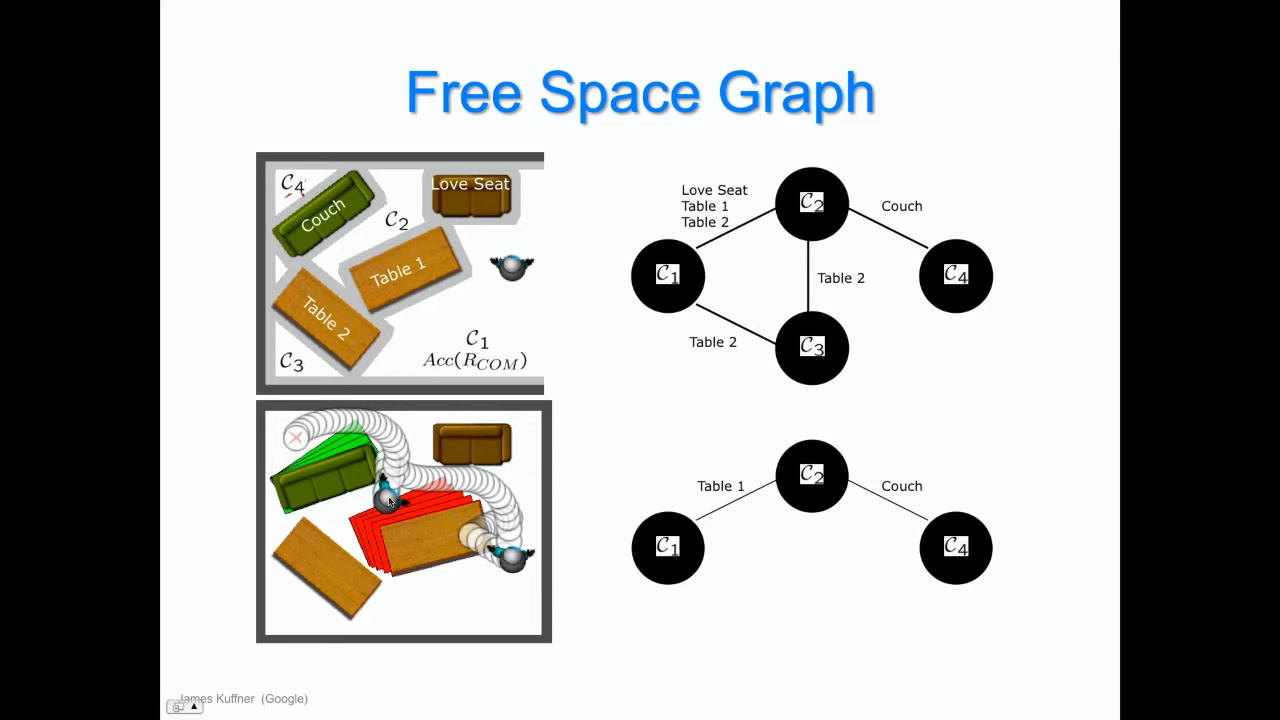 Free Space Graph
C4
Couch
Love Seat
C2
Table 1
Table 2
C3
C1
Acc(RCOM)
Love Seat
Table 1
Table 2
C2
Couch
C1
Table 2
C4
Table 2
C3
Table 1
C2
Couch
C1
C4
James Kuffner (Google)